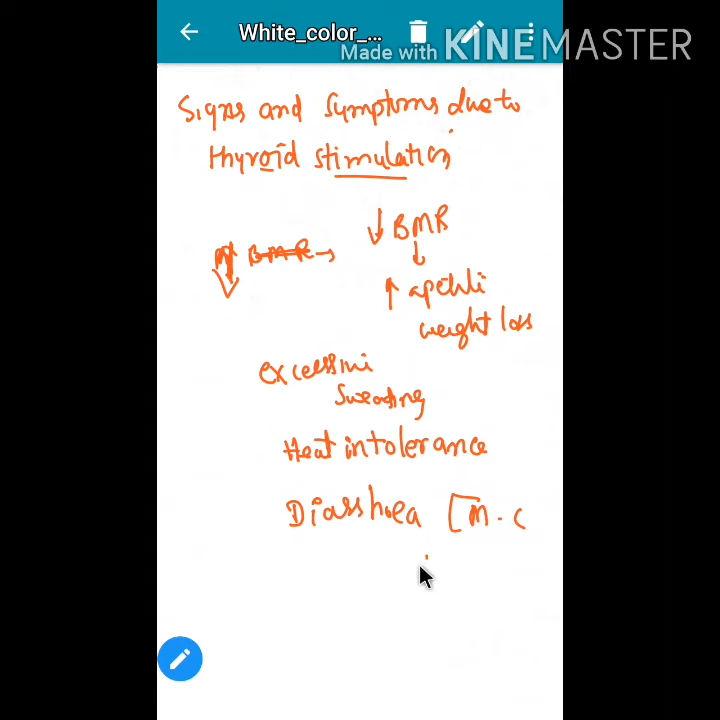 White_color_...
Made with KINEMASTER
Signs and symptoms due to
thyroid stimulation
↓ BMR
BMR →
↓
↑ apetite
weight loss
excessive
sweating
Heat intolerance
Diarrhoea [M.C